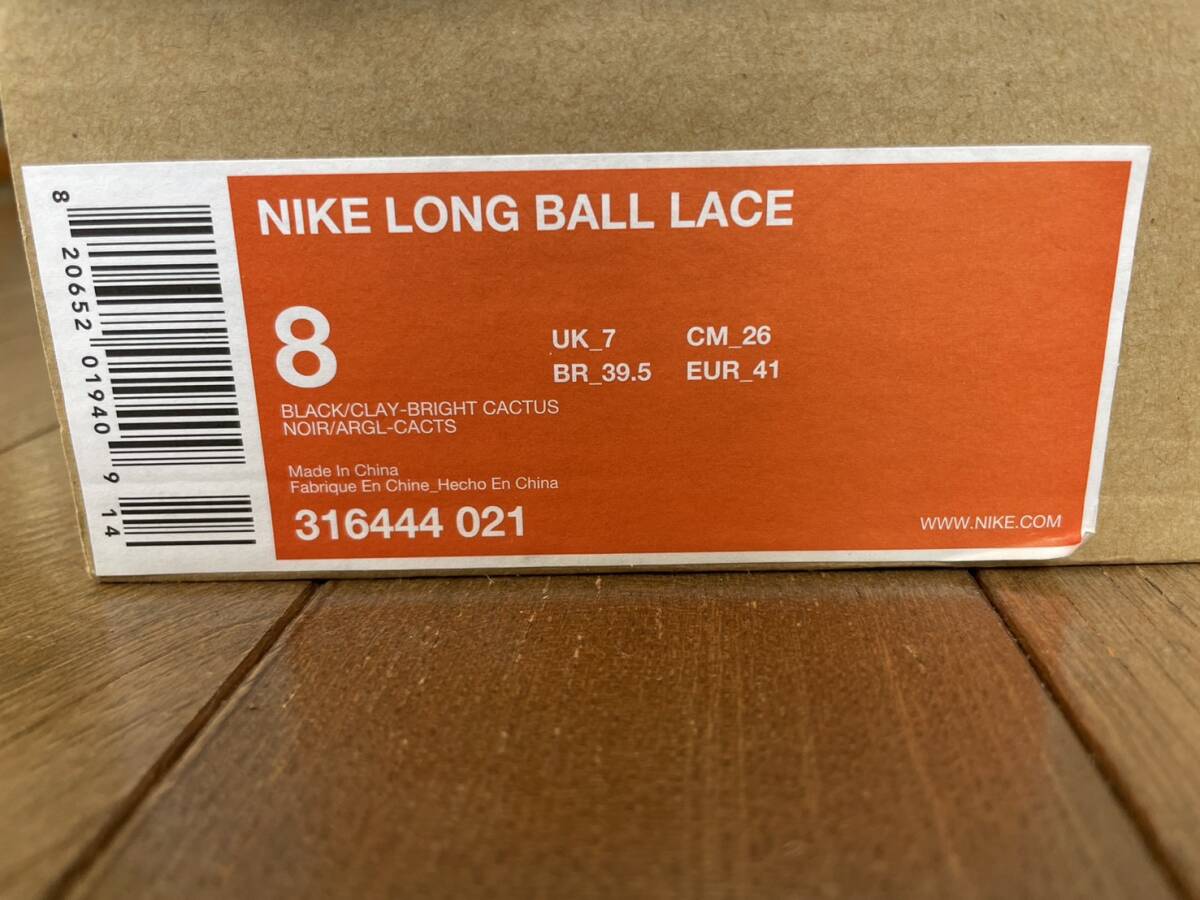 NIKE LONG BALL LACE
8
UK_7 CM_26
BR_39.5 EUR_41
BLACK/CLAY-BRIGHT CACTUS
NOIR/ARGL-CACTS
Made In China
Fabrique En Chine_Hecho En China
316444 021
WWW.NIKE.COM
8 20652 01940 9 14